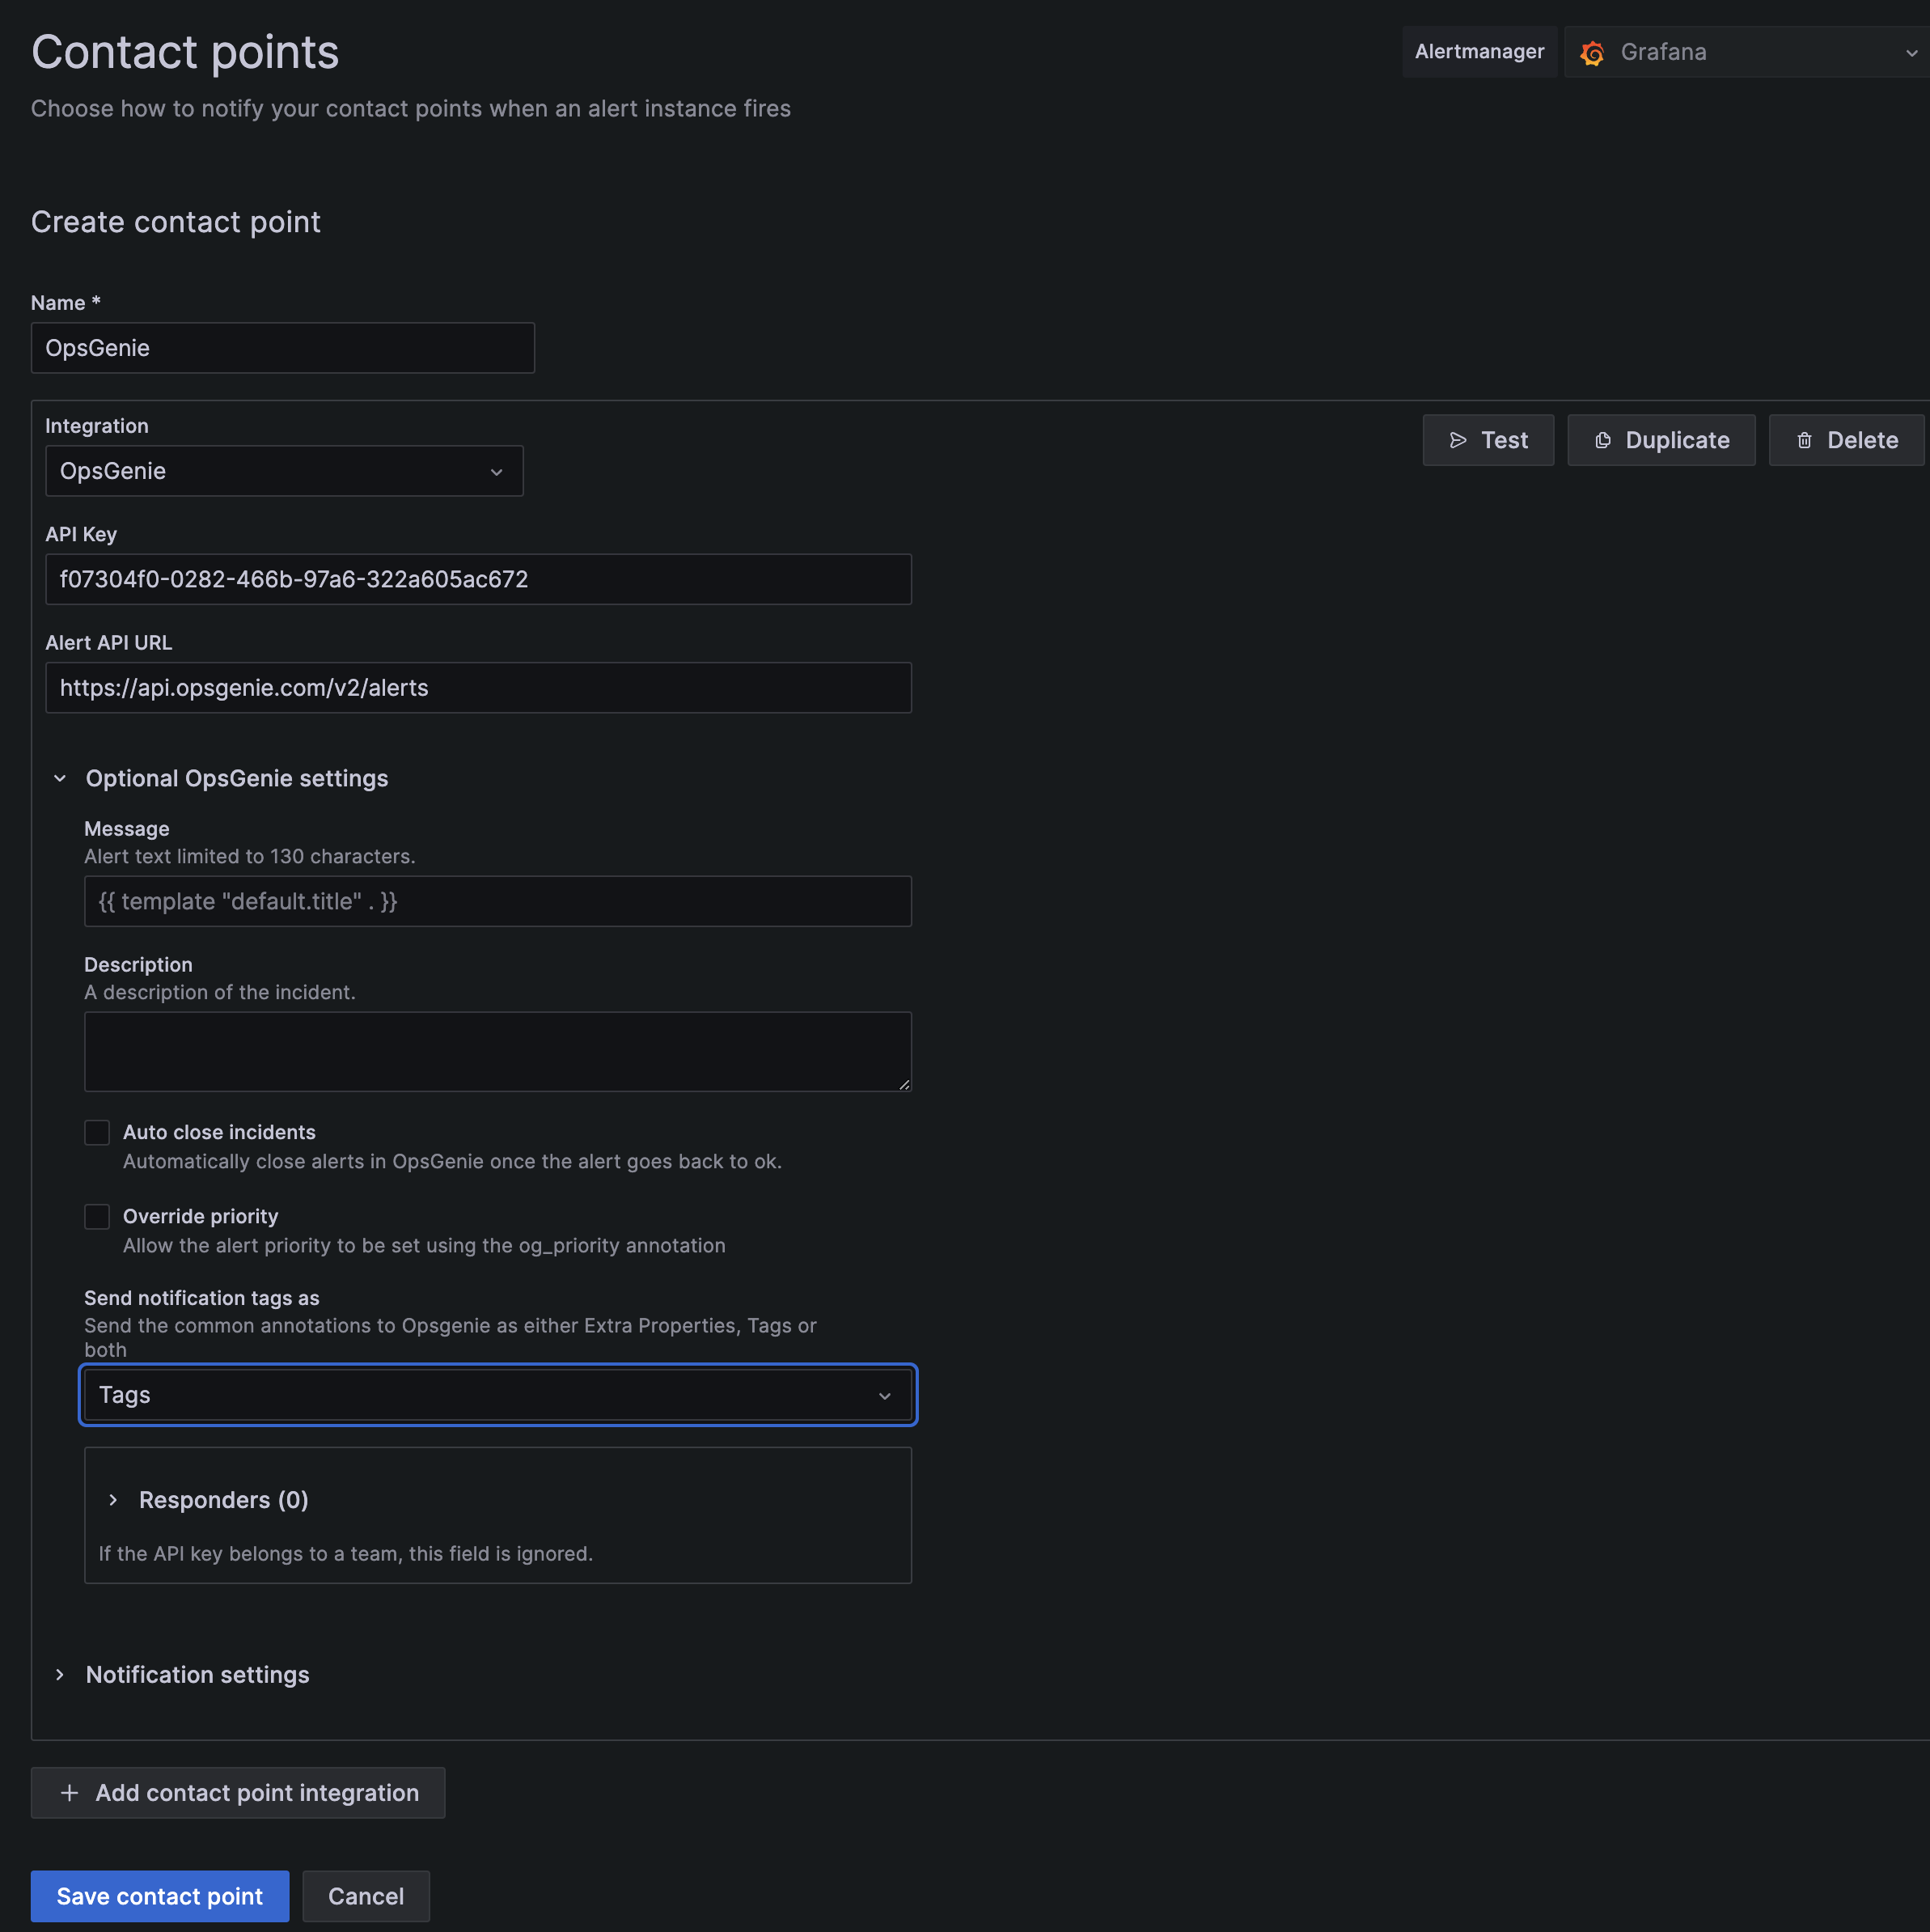 Contact points
Alertmanager
Grafana
Choose how to notify your contact points when an alert instance fires
Create contact point
Name *
OpsGenie
Integration
OpsGenie
Test
Duplicate
Delete
API Key
f07304f0-0282-466b-97a6-322a605ac672
Alert API URL
https://api.opsgenie.com/v2/alerts
Optional OpsGenie settings
Message
Alert text limited to 130 characters.
{{ template "default.title" . }}
Description
A description of the incident.
Auto close incidents
Automatically close alerts in OpsGenie once the alert goes back to ok.
Override priority
Allow the alert priority to be set using the og_priority annotation
Send notification tags as
Send the common annotations to Opsgenie as either Extra Properties, Tags or
both
Tags
Responders (0)
If the API key belongs to a team, this field is ignored.
Notification settings
Add contact point integration
Save contact point
Cancel